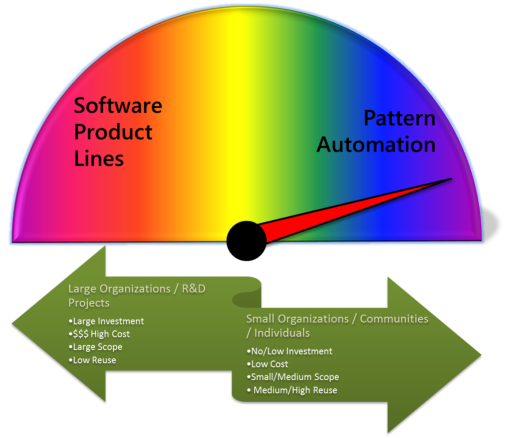 Software
Product
Lines
Pattern
Automation
Large Organizations / R&D
Projects
•Large Investment
•$$$ High Cost
•Large Scope
•Low Reuse
Small Organizations / Communities
/ Individuals
•No/Low Investment
•Low Cost
•Small/Medium Scope
• Medium/High Reuse